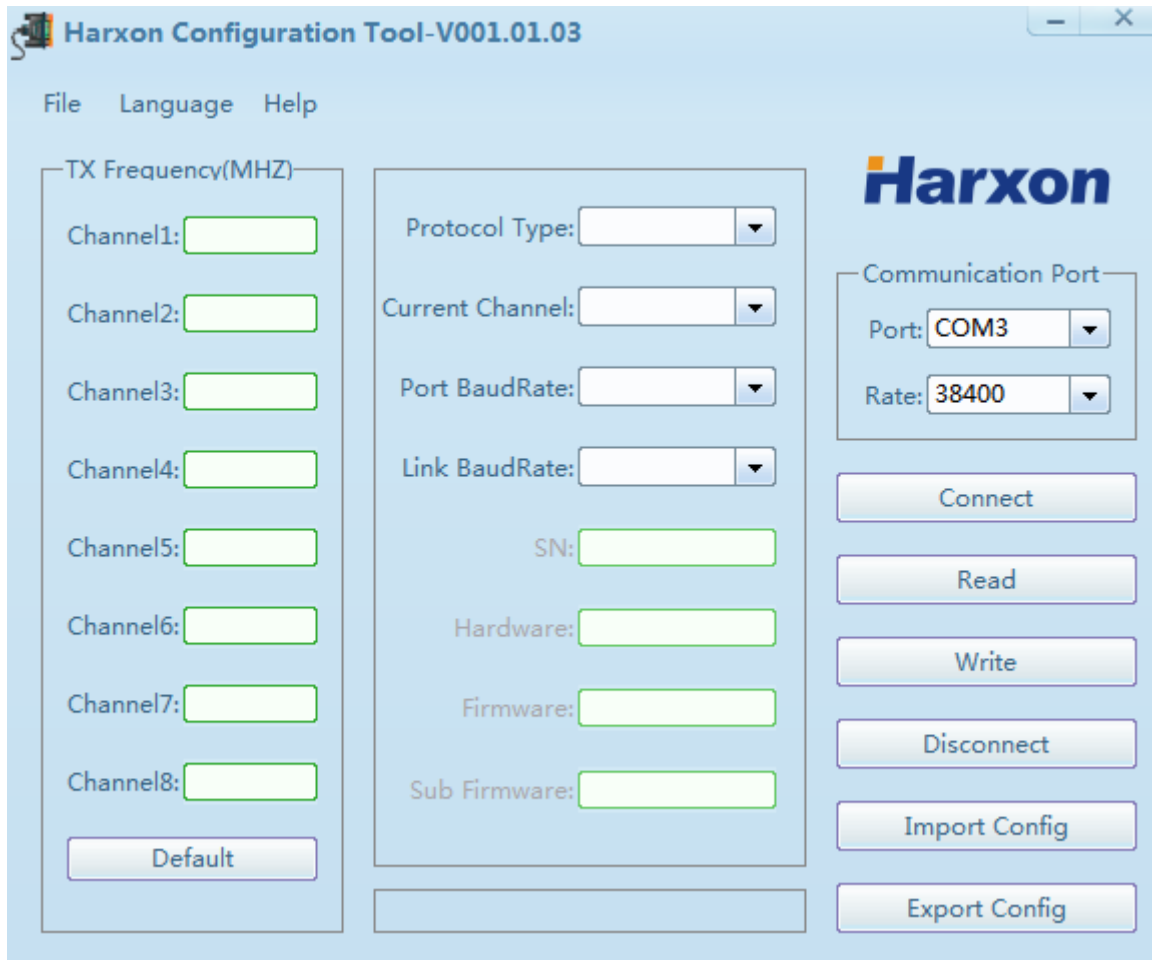 Harxon Configuration Tool-V001.01.03
File Language Help
TX Frequency(MHZ)
Channel1:
Channel2:
Channel3:
Channel4:
Channel5:
Channel6:
Channel7:
Channel8:
Default
Protocol Type:
Current Channel:
Port BaudRate:
Link BaudRate:
SN:
Hardware:
Firmware:
Sub Firmware:
Harxon
Communication Port
Port: COM3
Rate: 38400
Connect
Read
Write
Disconnect
Import Config
Export Config